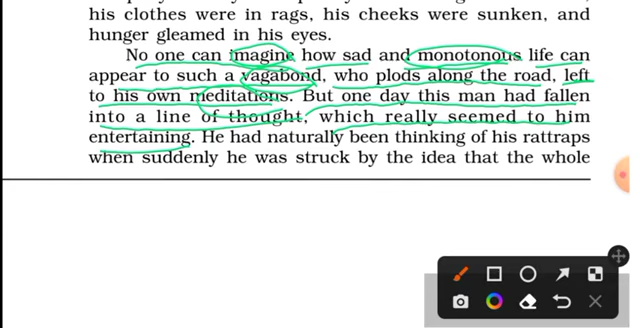 his clothes were in rags, his cheeks were sunken, and
hunger gleamed in his eyes.
No one can imagine how sad and monotonous life can
appear to such a vagabond, who plods along the road, left
to his own meditations. But one day this man had fallen
into a line of thought, which really seemed to him
entertaining. He had naturally been thinking of his rattraps
when suddenly he was struck by the idea that the whole